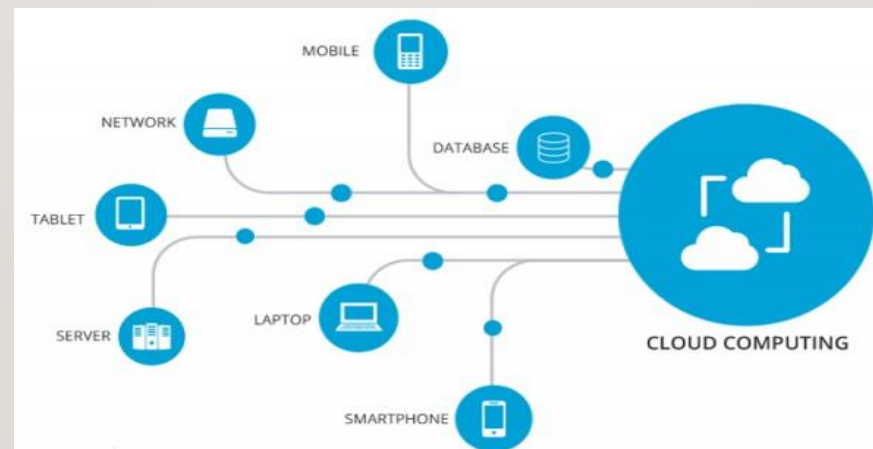 MOBILE
NETWORK
DATABASE
TABLET
SERVER
LAPTOP
CLOUD COMPUTING
SMARTPHONE